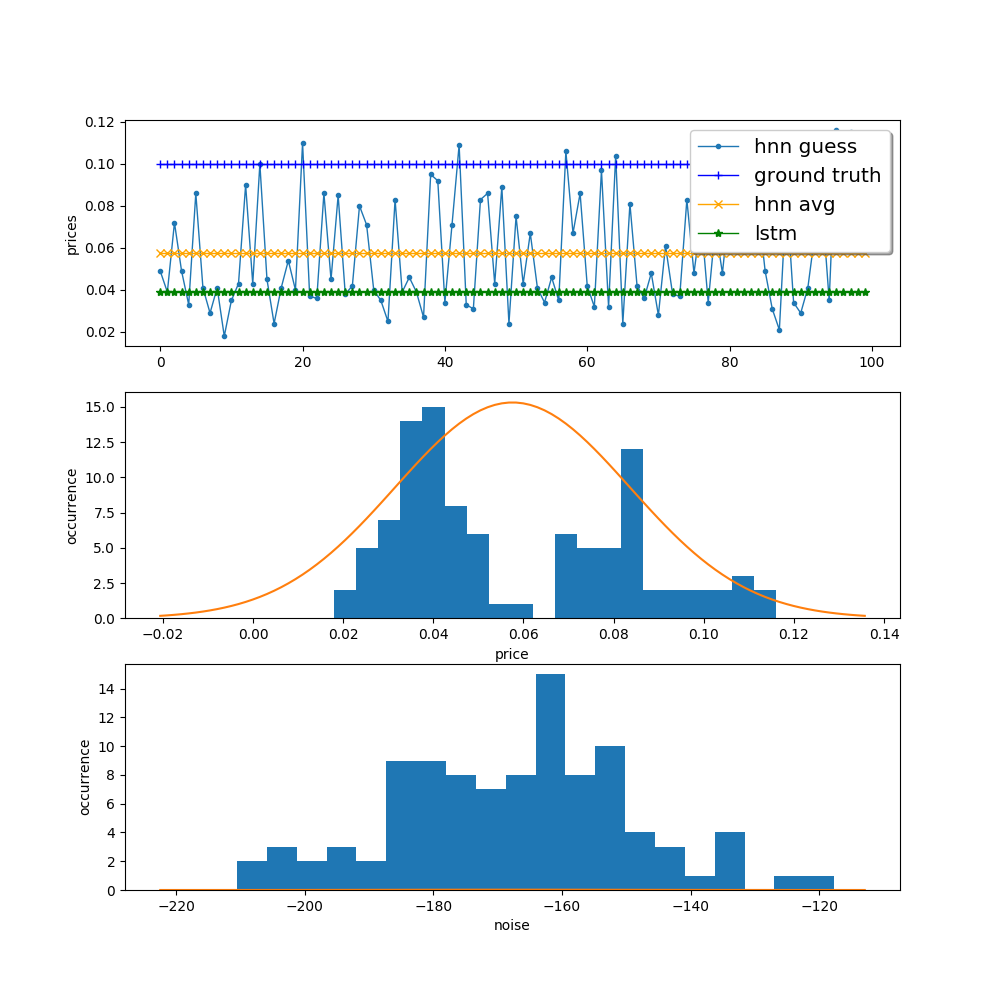 0.12
0.10
0.08
0.06
0.04
0.02
prices
hnn guess
ground truth
hnn avg
lstm
0 20 40 60 80 100
15.0
12.5
10.0
7.5
5.0
2.5
0.0
occurrence
−0.02 0.00 0.02 0.04 0.06 0.08 0.10 0.12 0.14
price
14
12
10
8
6
4
2
0
occurrence
−220 −200 −180 −160 −140 −120
noise